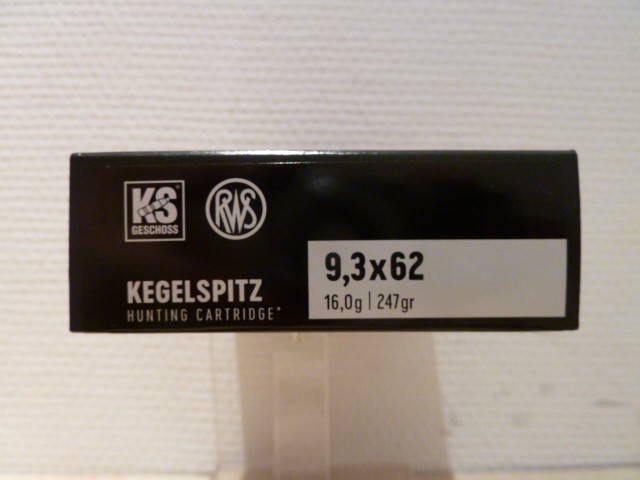 KS®
GESCHOSS
RWS
KEGELSPITZ
HUNTING CARTRIDGE*
9,3x62
16,0g | 247gr